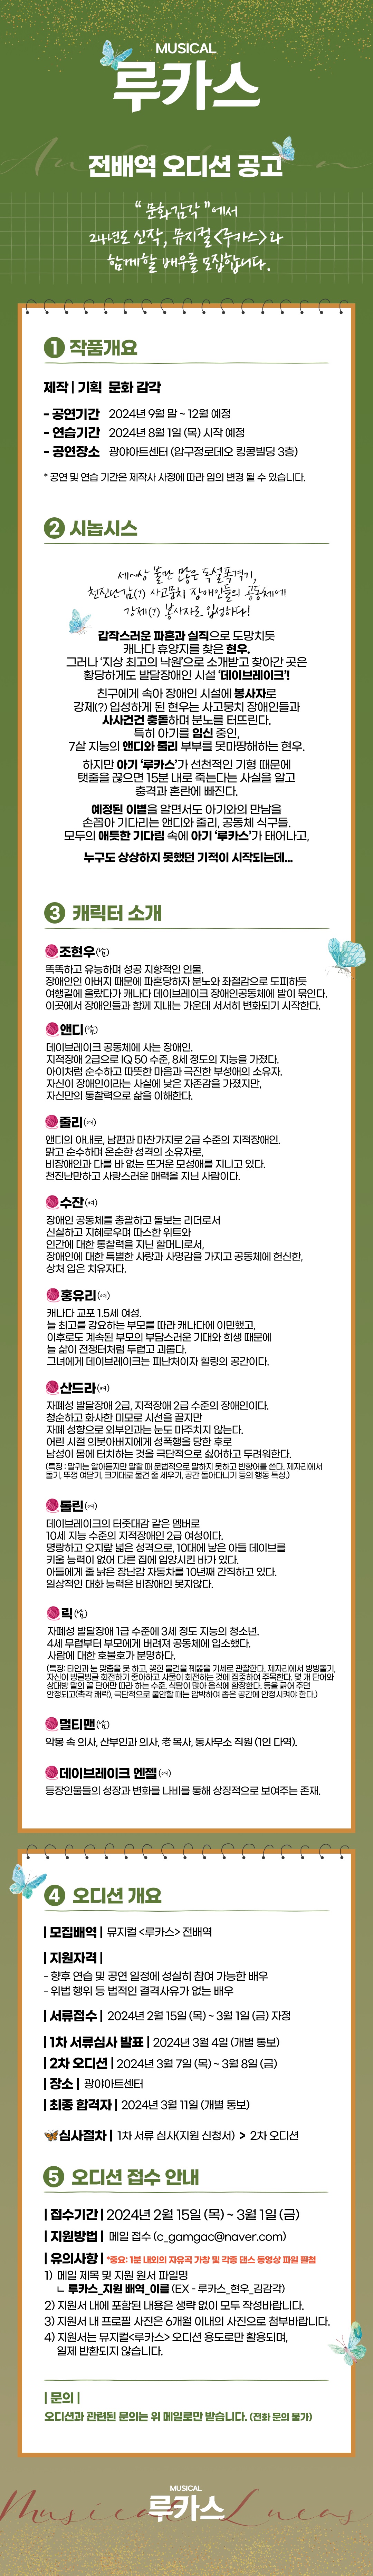 MUSICAL
루카스
Audition
전배역 오디션 공고
“문화감각”에서
24년도 신작, 뮤지컬<루카스>와
함께할 배우를 모집합니다.
1 작품개요
제작 | 기획 문화 감각
- 공연기간 2024년 9월 말 ~ 12월 예정
- 연습기간 2024년 8월 1일 (목) 시작 예정
- 공연장소 광야아트센터 (압구정로데오 킹콩빌딩 3층)
* 공연 및 연습 기간은 제작사 사정에 따라 임의 변경 될 수 있습니다.
2 시놉시스
세~상 불만 많은 독설폭격기,
천진난감(?) 사고뭉치 장애인들의 공동체에
강제(?) 봉사자로 입성하다!
갑작스러운 파혼과 실직으로 도망치듯
캐나다 휴양지를 찾은 현우.
그러나 ‘지상 최고의 낙원’으로 소개받고 찾아간 곳은
황당하게도 발달장애인 시설 ‘데이브레이크’!
친구에게 속아 장애인 시설에 봉사자로
강제(?) 입성하게 된 현우는 사고뭉치 장애인들과
사사건건 충돌하며 분노를 터뜨린다.
특히 아기를 임신 중인,
7살 지능의 앤디와 줄리 부부를 못마땅해하는 현우.
하지만 아기 ‘루카스’가 선천적인 기형 때문에
탯줄을 끊으면 15분 내로 죽는다는 사실을 알고
충격과 혼란에 빠진다.
예정된 이별을 알면서도 아기와의 만남을
손꼽아 기다리는 앤디와 줄리, 공동체 식구들.
모두의 애틋한 기다림 속에 아기 ‘루카스’가 태어나고,
누구도 상상하지 못했던 기적이 시작되는데...
3 캐릭터 소개
조현우(남)
똑똑하고 유능하며 성공 지향적인 인물.
장애인인 아버지 때문에 파혼당하자 분노와 좌절감으로 도피하듯
여행길에 올랐다가 캐나다 데이브레이크 장애인공동체에 발이 묶인다.
이곳에서 장애인들과 함께 지내는 가운데 서서히 변화되기 시작한다.
앤디(남)
데이브레이크 공동체에 사는 장애인.
지적장애 2급으로 IQ 50 수준, 8세 정도의 지능을 가졌다.
아이처럼 순수하고 따뜻한 마음과 극진한 부성애의 소유자.
자신이 장애인이라는 사실에 낮은 자존감을 가졌지만,
자신만의 통찰력으로 삶을 이해한다.
줄리(여)
앤디의 아내로, 남편과 마찬가지로 2급 수준의 지적장애인.
맑고 순수하며 온순한 성격의 소유자로,
비장애인과 다를 바 없는 뜨거운 모성애를 지니고 있다.
천진난만하고 사랑스러운 매력을 지닌 사람이다.
수잔(여)
장애인 공동체를 총괄하고 돌보는 리더로서
신실하고 지혜로우며 따스한 위트와
인간에 대한 통찰력을 지닌 할머니로서,
장애인에 대한 특별한 사랑과 사명감을 가지고 공동체에 헌신한,
상처 입은 치유자다.
홍유리(여)
캐나다 교포 1.5세 여성.
늘 최고를 강요하는 부모를 따라 캐나다에 이민했고,
이후로도 계속된 부모의 부담스러운 기대와 희생 때문에
늘 삶이 전쟁터처럼 두렵고 괴롭다.
그녀에게 데이브레이크는 피난처이자 힐링의 공간이다.
산드라(여)
자폐성 발달장애 2급, 지적장애 2급 수준의 장애인이다.
청순하고 화사한 미모로 시선을 끌지만
자폐 성향으로 외부인과는 눈도 마주치지 않는다.
어린 시절 의붓아버지에게 성폭행을 당한 후로
남성이 몸에 터치하는 것을 극단적으로 싫어하고 두려워한다.
(특징 : 말귀는 알아듣지만 말할 때 문법적으로 말하지 못하고 반향어를 쓴다. 제자리에서
돌기, 뚜껑 여닫기, 크기대로 물건 줄 세우기, 공간 돌아다니기 등의 행동 특성.)
롤린(여)
데이브레이크의 터줏대감 같은 멤버로
10세 지능 수준의 지적장애인 2급 여성이다.
명랑하고 오지랖 넓은 성격으로, 10대에 낳은 아들 데이브를
키울 능력이 없어 다른 집에 입양시킨 바가 있다.
아들에게 줄 낡은 장난감 자동차를 10년째 간직하고 있다.
일상적인 대화 능력은 비장애인 못지않다.
릭(남)
자폐성 발달장애 1급 수준에 3세 정도 지능의 청소년.
4세 무렵부터 부모에게 버려져 공동체에 입소했다.
사람에 대한 호불호가 분명하다.
(특징: 타인과 눈 맞춤을 못 하고, 꽂힌 물건을 꿰뚫을 기세로 관찰한다. 제자리에서 빙빙돌기,
자신이 빙글빙글 회전하기 좋아하고 사물이 회전하는 것에 집중하여 주목한다. 몇 개 단어와
상대방 말의 끝 단어만 따라 하는 수준. 식탐이 많아 음식에 환장한다. 등을 긁어 주면
안정되고(촉각 쾌락), 극단적으로 불안할 때는 압박하여 좁은 공간에 안정시켜야 한다.)
멀티맨(남)
악몽 속 의사, 산부인과 의사, 老 목사, 동사무소 직원 (1인 다역).
데이브레이크 엔젤(여)
등장인물들의 성장과 변화를 나비를 통해 상징적으로 보여주는 존재.
4 오디션 개요
| 모집배역 | 뮤지컬 <루카스> 전배역
| 지원자격 |
- 향후 연습 및 공연 일정에 성실히 참여 가능한 배우
- 위법 행위 등 법적인 결격사유가 없는 배우
| 서류접수 | 2024년 2월 15일 (목) ~ 3월 1일 (금) 자정
| 1차 서류심사 발표 | 2024년 3월 4일 (개별 통보)
| 2차 오디션 | 2024년 3월 7일 (목) ~ 3월 8일 (금)
| 장소 | 광야아트센터
| 최종 합격자 | 2024년 3월 11일 (개별 통보)
심사절차 | 1차 서류 심사(지원 신청서) > 2차 오디션
5 오디션 접수 안내
| 접수기간 | 2024년 2월 15일 (목) ~ 3월 1일 (금)
| 지원방법 | 메일 접수 (c_gamgac@naver.com)
| 유의사항 | *중요: 1분 내외의 자유곡 가창 및 각종 댄스 동영상 파일 필첨
1) 메일 제목 및 지원 원서 파일명
ㄴ 루카스_지원 배역_이름 (EX - 루카스_현우_김감각)
2) 지원서 내에 포함된 내용은 생략 없이 모두 작성바랍니다.
3) 지원서 내 프로필 사진은 6개월 이내의 사진으로 첨부바랍니다.
4) 지원서는 뮤지컬<루카스> 오디션 용도로만 활용되며,
일제 반환되지 않습니다.
| 문의 |
오디션과 관련된 문의는 위 메일로만 받습니다. (전화 문의 불가)
MUSICAL
루카스
Musical Lucas